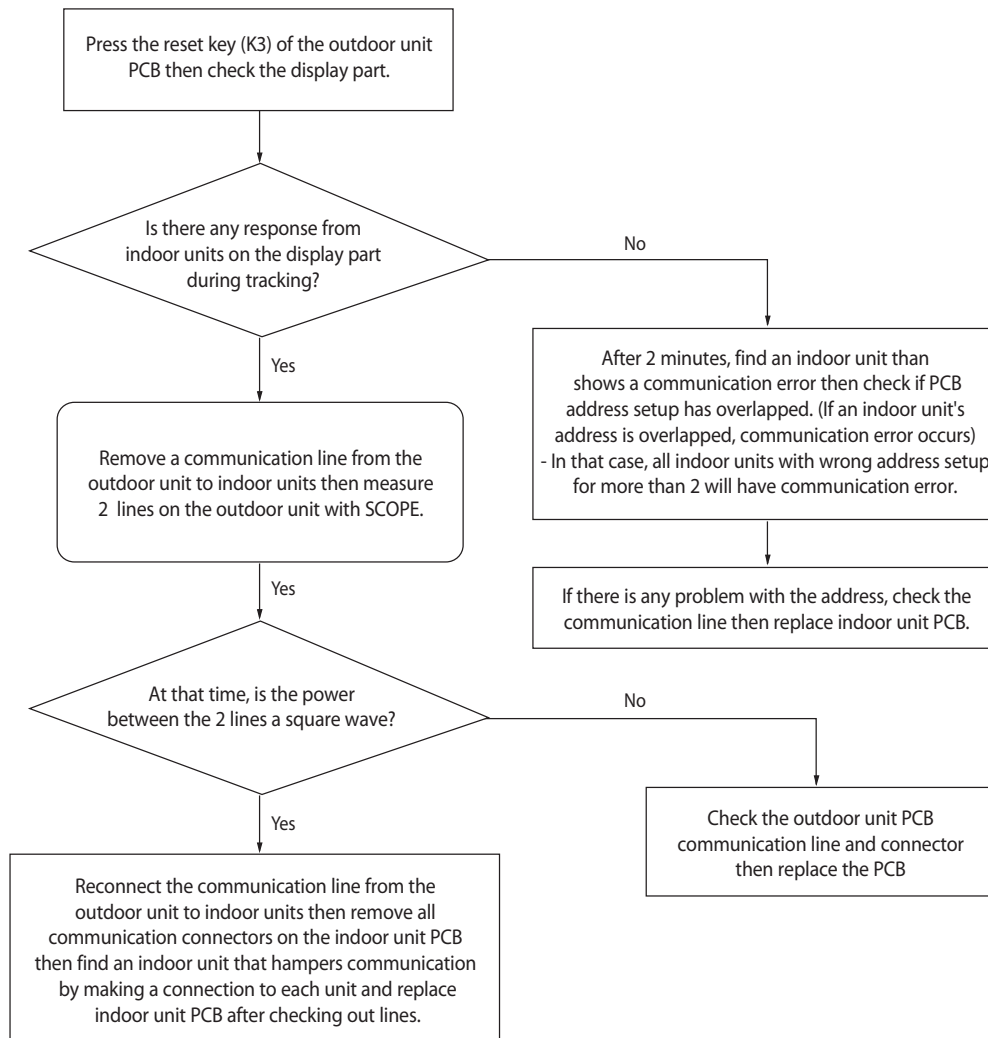 Press the reset key (K3) of the outdoor unit
PCB then check the display part.
Is there any response from
indoor units on the display part
during tracking?
No
Yes
After 2 minutes, find an indoor unit than
shows a communication error then check if PCB
address setup has overlapped. (If an indoor unit's
address is overlapped, communication error occurs)
- In that case, all indoor units with wrong address setup
for more than 2 will have communication error.
Remove a communication line from the
outdoor unit to indoor units then measure
2 lines on the outdoor unit with SCOPE.
Yes
If there is any problem with the address, check the
communication line then replace indoor unit PCB.
At that time, is the power
between the 2 lines a square wave?
No
Yes
Check the outdoor unit PCB
communication line and connector
then replace the PCB
Reconnect the communication line from the
outdoor unit to indoor units then remove all
communication connectors on the indoor unit PCB
then find an indoor unit that hampers communication
by making a connection to each unit and replace
indoor unit PCB after checking out lines.